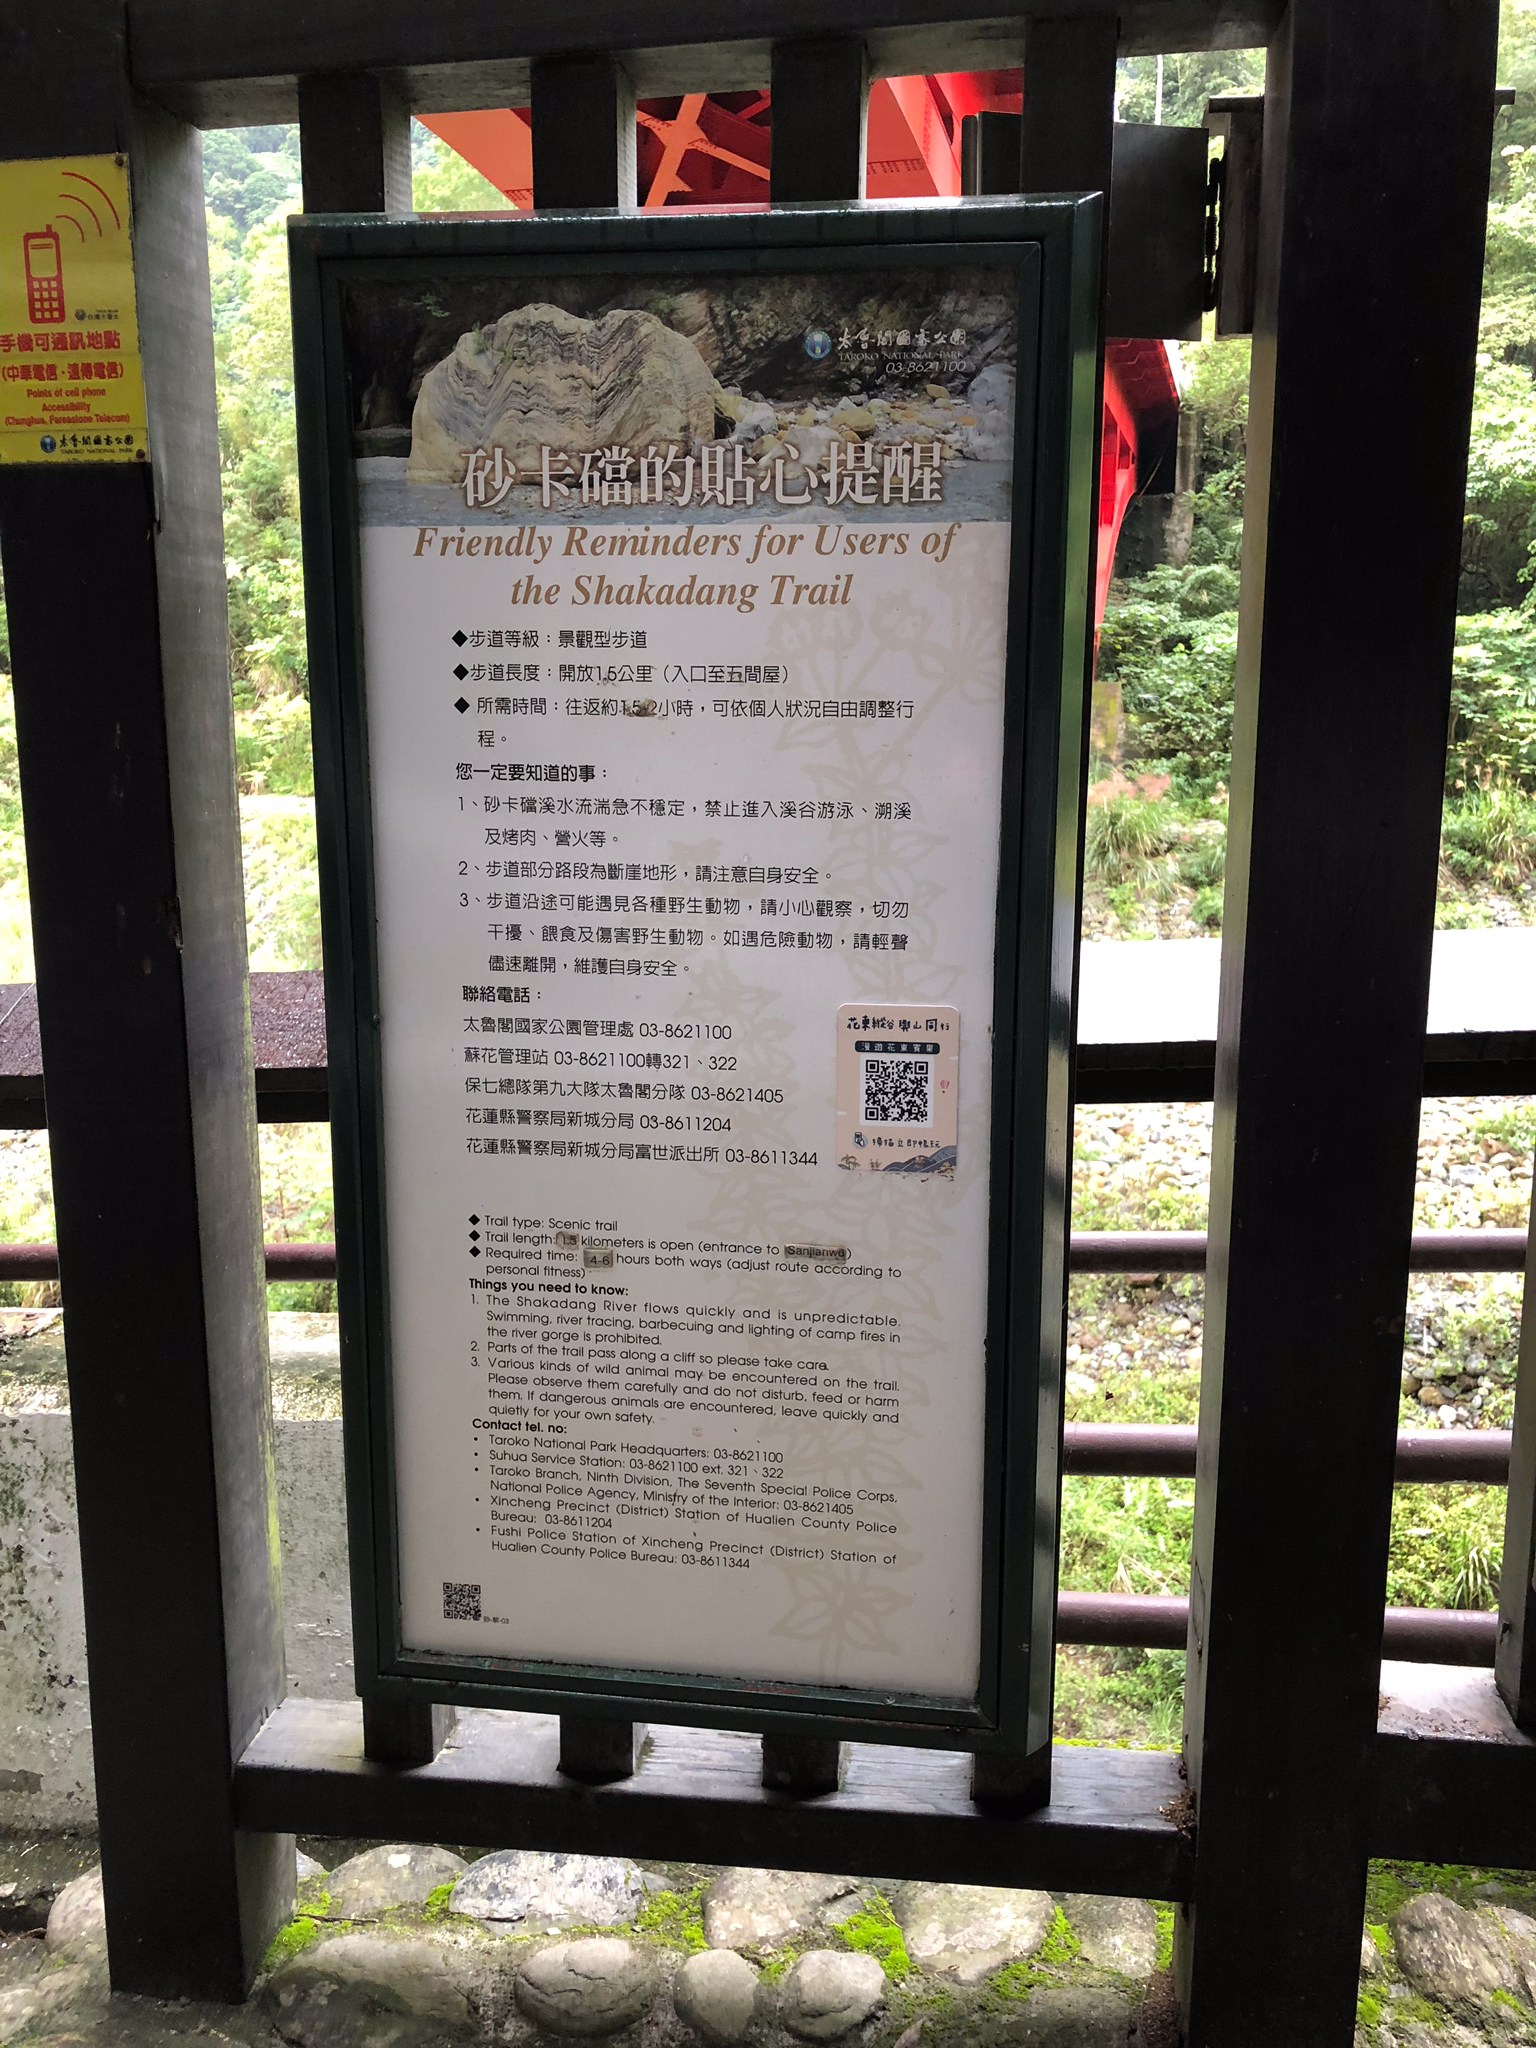 手機可通訊地點
(中華電信·遠傳電信)
Points of cell phone
Accessibility
(Chunghwa, Fareastone Telecom)
太魯閣國家公園
TAROKO NATIONAL PARK
太魯閣國家公園
TAROKO NATIONAL PARK
03-8621100
砂卡礑的貼心提醒
Friendly Reminders for Users of
the Shakadang Trail
◆步道等級：景觀型步道
◆步道長度：開放1.5公里（入口至五間屋）
◆ 所需時間：往返約1.5-2小時，可依個人狀況自由調整行
程。
您一定要知道的事：
1、砂卡礑溪水流湍急不穩定，禁止進入溪谷游泳、溯溪
及烤肉、營火等。
2、步道部分路段為斷崖地形，請注意自身安全。
3、步道沿途可能遇見各種野生動物，請小心觀察，切勿
干擾、餵食及傷害野生動物。如遇危險動物，請輕聲
儘速離開，維護自身安全。
聯絡電話：
太魯閣國家公園管理處 03-8621100
蘇花管理站 03-8621100轉321、322
保七總隊第九大隊太魯閣分隊 03-8621405
花蓮縣警察局新城分局 03-8611204
花蓮縣警察局新城分局富世派出所 03-8611344
花東縱谷 與山同行
漫遊花東賓果
◆ Trail type: Scenic trail
◆ Trail length: 1.5 kilometers is open (entrance to Sanjianwu)
◆ Required time: 4-6 hours both ways (adjust route according to
personal fitness)
Things you need to know:
1. The Shakadang River flows quickly and is unpredictable.
Swimming, river tracing, barbecuing and lighting of camp fires in
the river gorge is prohibited.
2. Parts of the trail pass along a cliff so please take care.
3. Various kinds of wild animal may be encountered on the trail.
Please observe them carefully and do not disturb, feed or harm
them. If dangerous animals are encountered, leave quickly and
quietly for your own safety.
Contact tel. no:
• Taroko National Park Headquarters: 03-8621100
• Suhua Service Station: 03-8621100 ext. 321、322
• Taroko Branch, Ninth Division, The Seventh Special Police Corps,
National Police Agency, Ministry of the Interior: 03-8621405
• Xincheng Precinct (District) Station of Hualien County Police
Bureau: 03-8611204
• Fushi Police Station of Xincheng Precinct (District) Station of
Hualien County Police Bureau: 03-8611344